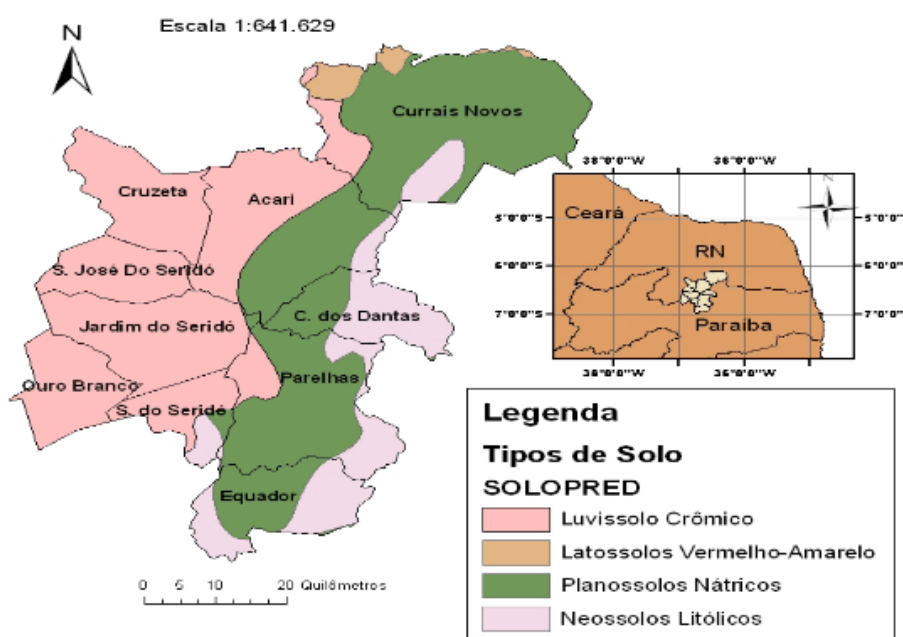 N
Escala 1:641.629
Currais Novos
Cruzeta
Acari
S. José Do Seridó
Jardim do Seridó
C. dos Dantas
Ouro Branco
Parelhas
S. do Seridó
Equador
0 5 10 20 Quilômetros
38°0'0"W 36°0'0"W
5°0'0"S 5°0'0"S
Ceará
RN
6°0'0"S 6°0'0"S
7°0'0"S 7°0'0"S
Paraíba
38°0'0"W 36°0'0"W
Legenda
Tipos de Solo
SOLOPRED
Luvissolo Crômico
Latossolos Vermelho-Amarelo
Planossolos Nátricos
Neossolos Litólicos